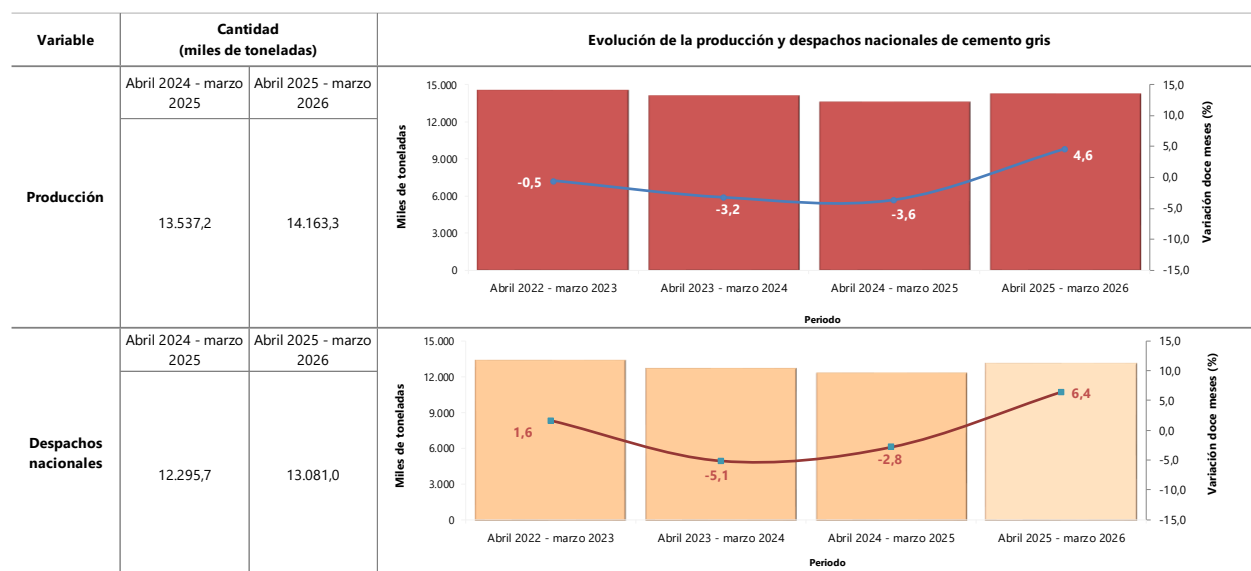 Variable
Cantidad
(miles de toneladas)
Evolución de la producción y despachos nacionales de cemento gris
Producción
Abril 2024 - marzo
2025
Abril 2025 - marzo
2026
13.537,2
14.163,3
Miles de toneladas
15.000
12.000
9.000
6.000
3.000
0
-0,5
-3,2
-3,6
4,6
15,0
10,0
5,0
0,0
-5,0
-10,0
-15,0
Variación doce meses (%)
Abril 2022 - marzo 2023
Abril 2023 - marzo 2024
Abril 2024 - marzo 2025
Abril 2025 - marzo 2026
Periodo
Despachos
nacionales
Abril 2024 - marzo
2025
Abril 2025 - marzo
2026
12.295,7
13.081,0
Miles de toneladas
15.000
12.000
9.000
6.000
3.000
0
1,6
-5,1
-2,8
6,4
15,0
10,0
5,0
0,0
-5,0
-10,0
-15,0
Variación doce meses (%)
Abril 2022 - marzo 2023
Abril 2023 - marzo 2024
Abril 2024 - marzo 2025
Abril 2025 - marzo 2026
Periodo